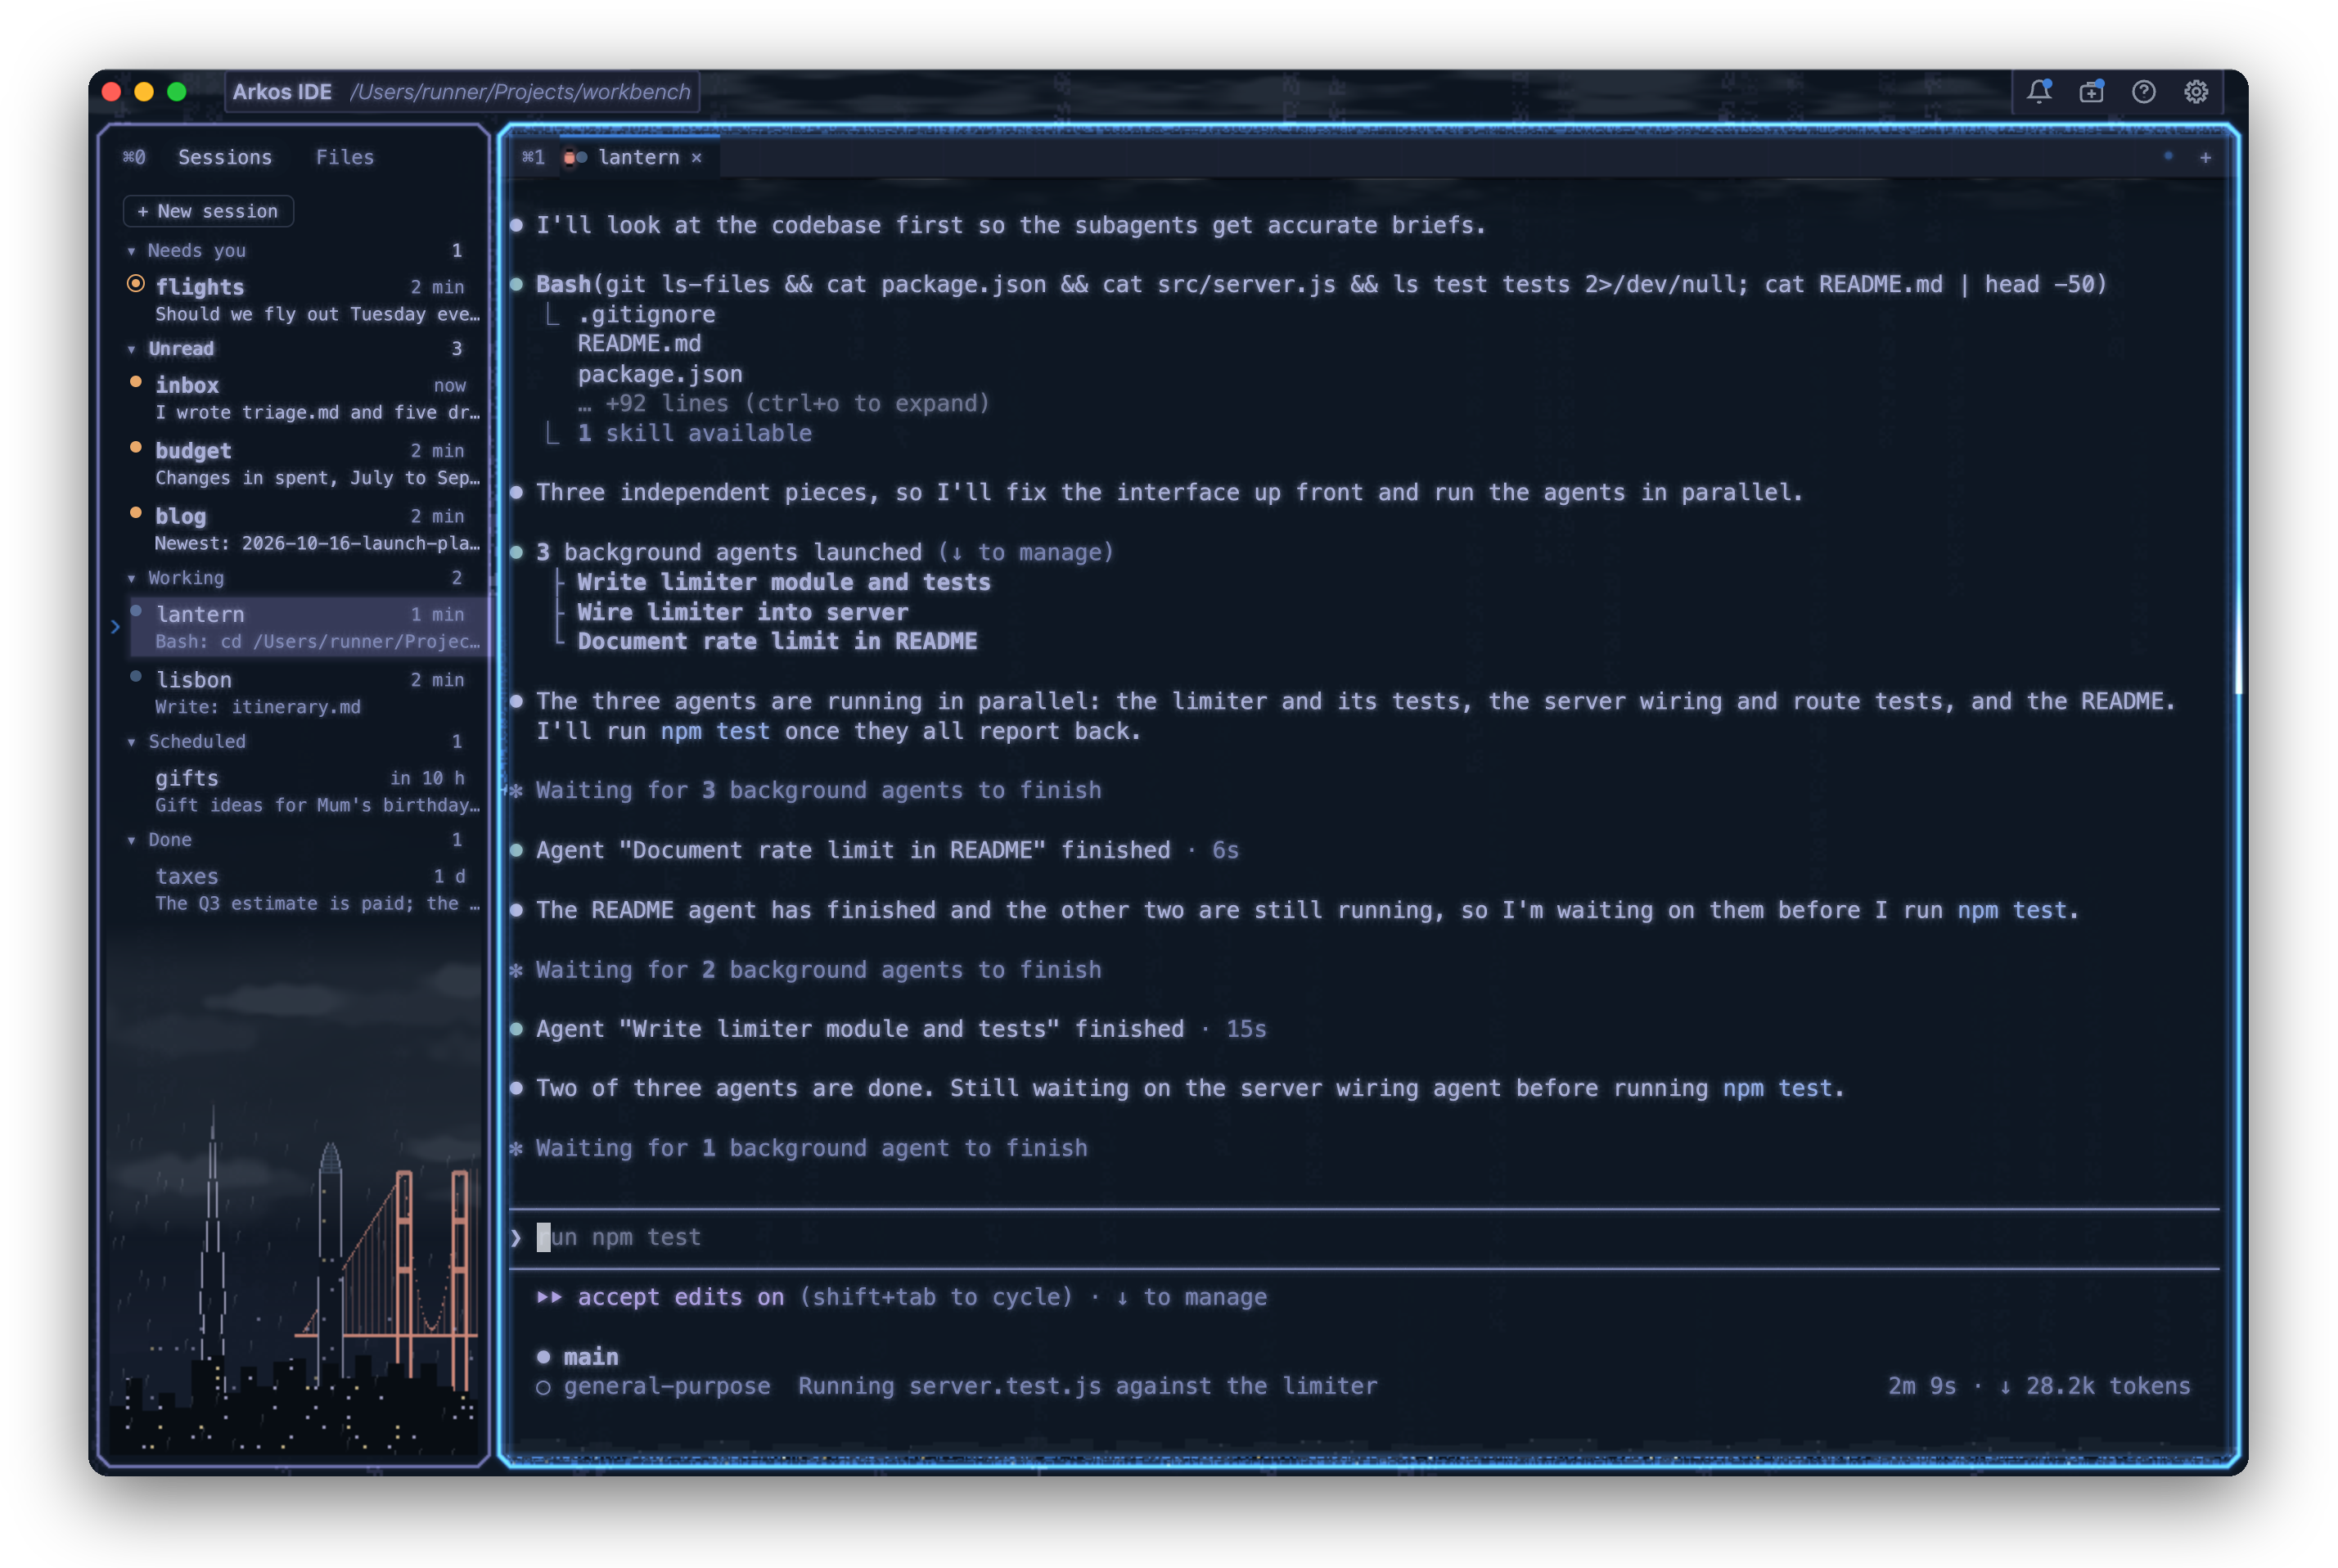 Arkos IDE /Users/runner/Projects/workbench
⌘0 Sessions Files
+ New session
▾ Needs you 1
flights 2 min
Should we fly out Tuesday eve…
▾ Unread 3
inbox now
I wrote triage.md and five dr…
budget 2 min
Changes in spent, July to Sep…
blog 2 min
Newest: 2026-10-16-launch-pla…
▾ Working 2
lantern 1 min
Bash: cd /Users/runner/Projec…
lisbon 2 min
Write: itinerary.md
▾ Scheduled 1
gifts in 10 h
Gift ideas for Mum's birthday…
▾ Done 1
taxes 1 d
The Q3 estimate is paid; the …
⌘1 lantern × +
● I'll look at the codebase first so the subagents get accurate briefs.
● Bash(git ls-files && cat package.json && cat src/server.js && ls test tests 2>/dev/null; cat README.md | head -50)
⎿ .gitignore
README.md
package.json
… +92 lines (ctrl+o to expand)
⎿ 1 skill available
● Three independent pieces, so I'll fix the interface up front and run the agents in parallel.
● 3 background agents launched (↓ to manage)
├ Write limiter module and tests
├ Wire limiter into server
└ Document rate limit in README
● The three agents are running in parallel: the limiter and its tests, the server wiring and route tests, and the README.
I'll run npm test once they all report back.
✻ Waiting for 3 background agents to finish
● Agent "Document rate limit in README" finished · 6s
● The README agent has finished and the other two are still running, so I'm waiting on them before I run npm test.
✻ Waiting for 2 background agents to finish
● Agent "Write limiter module and tests" finished · 15s
● Two of three agents are done. Still waiting on the server wiring agent before running npm test.
✻ Waiting for 1 background agent to finish
❯ run npm test
⏵⏵ accept edits on (shift+tab to cycle) · ↓ to manage
● main
○ general-purpose Running server.test.js against the limiter 2m 9s · ↓ 28.2k tokens